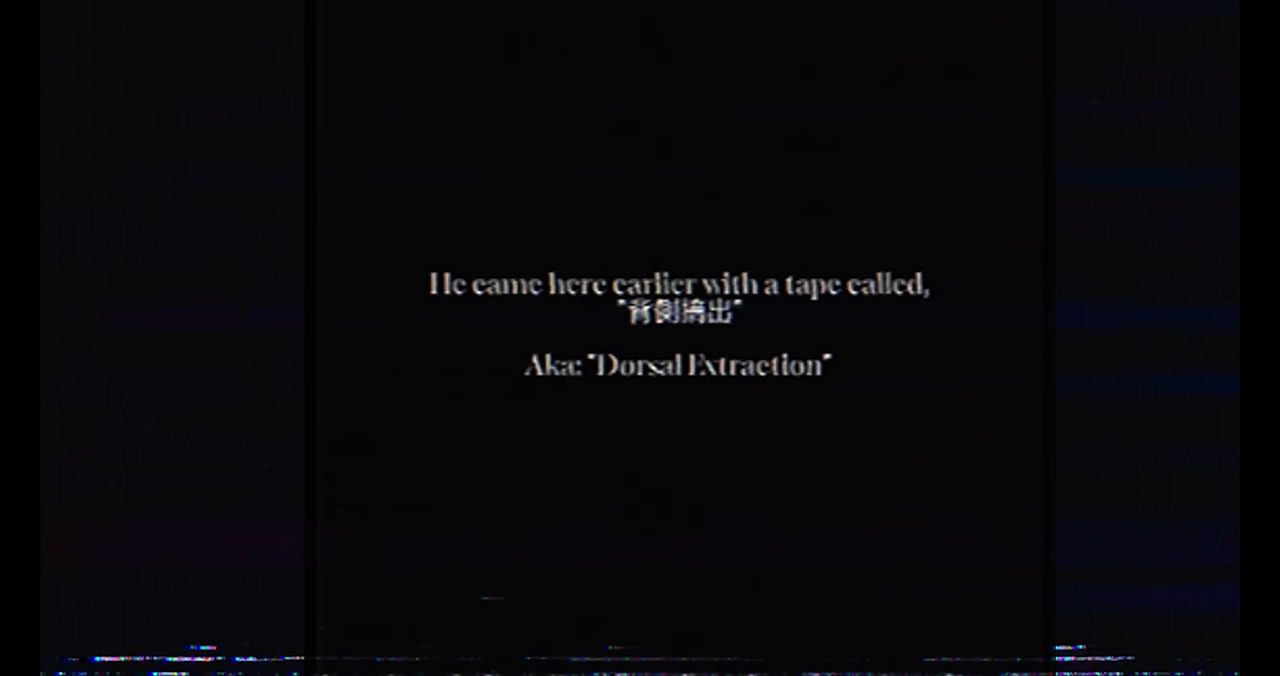 He came here earlier with a tape called,
"背側摘出"
Aka: "Dorsal Extraction"